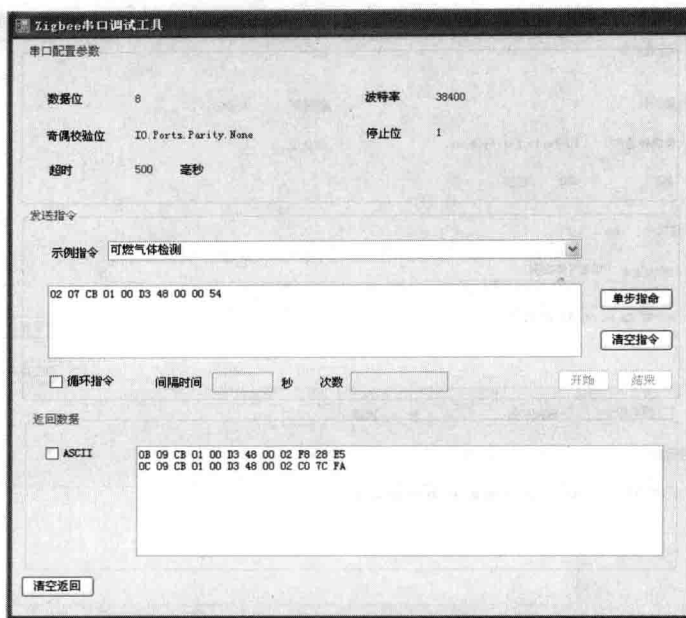 Zigbee串口调试工具
串口配置参数
数据位 8 波特率 38400
奇偶校验位 IO.Ports.Parity.None 停止位 1
超时 500 毫秒
发送指令
示例指令 可燃气体检测
02 07 CB 01 00 D3 48 00 00 54
单步指命
清空指令
循环指令 间隔时间 秒 次数 开始 结束
返回数据
ASCII
0B 09 CB 01 00 D3 48 00 02 F8 28 E5
0C 09 CB 01 00 D3 48 00 02 C0 7C FA
清空返回